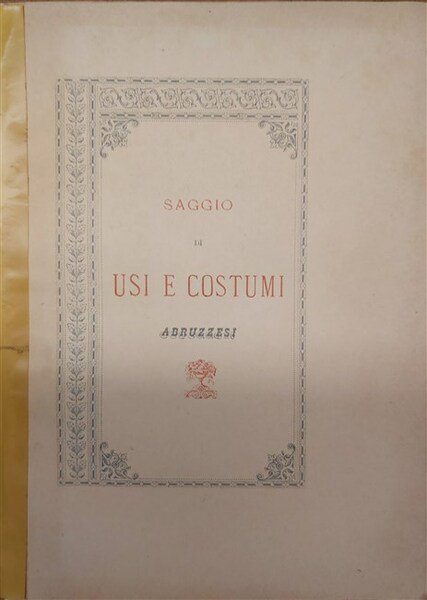 SAGGIO
DI
USI E COSTUMI
ABRUZZESI